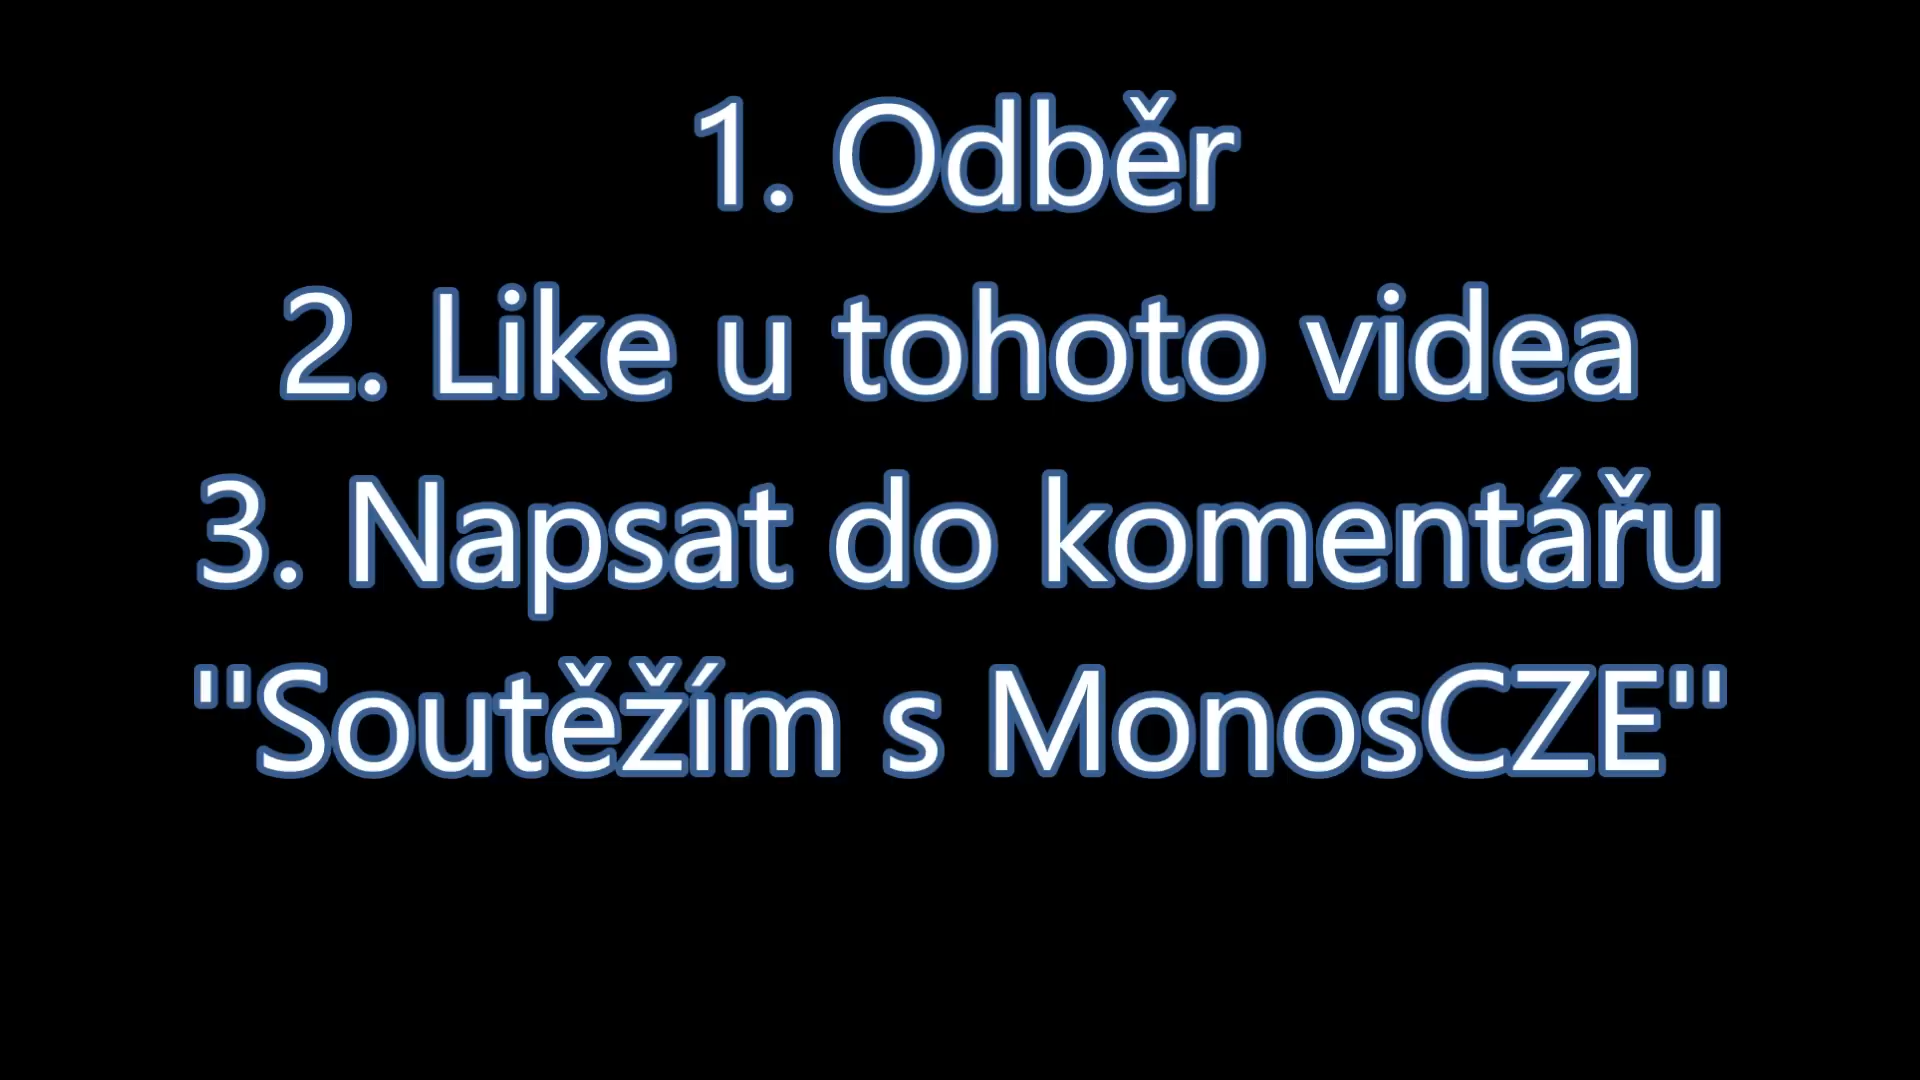 1. Odběr
2. Like u tohoto videa
3. Napsat do komentářu
"Soutěžím s MonosCZE"